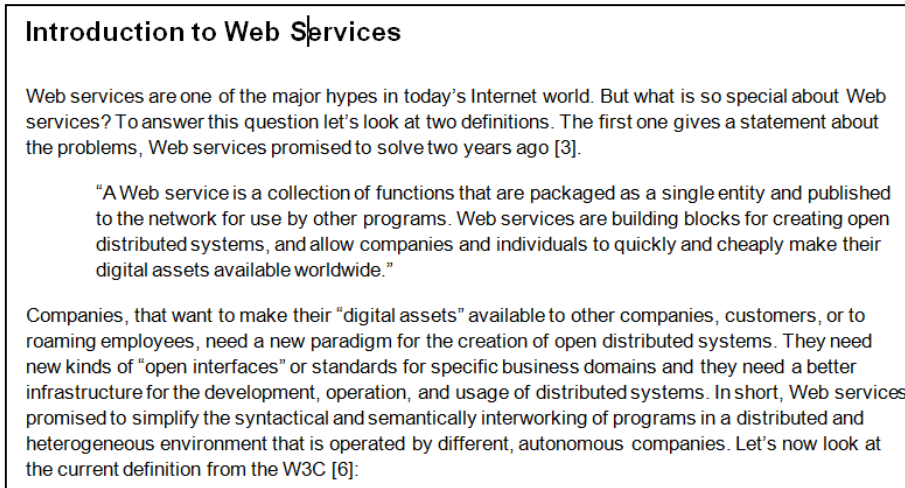 Introduction to Web Services
Web services are one of the major hypes in today's Internet world. But what is so special about Web
services? To answer this question let's look at two definitions. The first one gives a statement about
the problems, Web services promised to solve two years ago [3].
“A Web service is a collection of functions that are packaged as a single entity and published
to the network for use by other programs. Web services are building blocks for creating open
distributed systems, and allow companies and individuals to quickly and cheaply make their
digital assets available worldwide.”
Companies, that want to make their “digital assets” available to other companies, customers, or to
roaming employees, need a new paradigm for the creation of open distributed systems. They need
new kinds of “open interfaces” or standards for specific business domains and they need a better
infrastructure for the development, operation, and usage of distributed systems. In short, Web services
promised to simplify the syntactical and semantically interworking of programs in a distributed and
heterogeneous environment that is operated by different, autonomous companies. Let's now look at
the current definition from the W3C [6]: